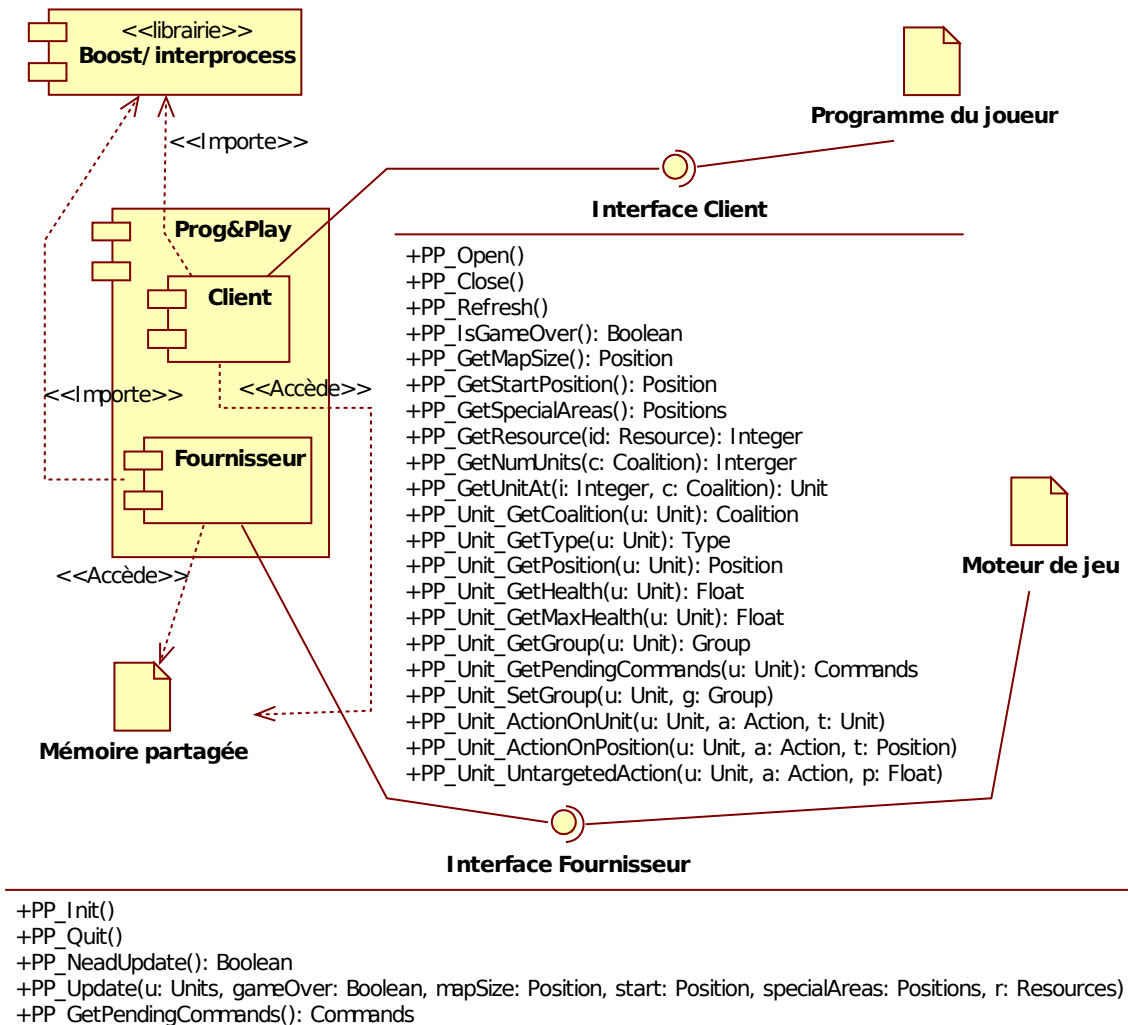 <<librairie>>
Boost/interprocess
Programme du joueur
<<Importe>>
Interface Client
Prog&Play
Client
+PP_Open()
+PP_Close()
+PP_Refresh()
+PP_IsGameOver(): Boolean
+PP_GetMapSize(): Position
+PP_GetStartPosition(): Position
+PP_GetSpecialAreas(): Positions
+PP_GetResource(id: Resource): Integer
+PP_GetNumUnits(c: Coalition): Interger
+PP_GetUnitAt(i: Integer, c: Coalition): Unit
+PP_Unit_GetCoalition(u: Unit): Coalition
+PP_Unit_GetType(u: Unit): Type
+PP_Unit_GetPosition(u: Unit): Position
+PP_Unit_GetHealth(u: Unit): Float
+PP_Unit_GetMaxHealth(u: Unit): Float
+PP_Unit_GetGroup(u: Unit): Group
+PP_Unit_GetPendingCommands(u: Unit): Commands
+PP_Unit_SetGroup(u: Unit, g: Group)
+PP_Unit_ActionOnUnit(u: Unit, a: Action, t: Unit)
+PP_Unit_ActionOnPosition(u: Unit, a: Action, t: Position)
+PP_Unit_UntargetedAction(u: Unit, a: Action, p: Float)
<<Importe>>
<<Accède>>
Fournisseur
<<Accède>>
Moteur de jeu
Mémoire partagée
Interface Fournisseur
+PP_Init()
+PP_Quit()
+PP_NeadUpdate(): Boolean
+PP_Update(u: Units, gameOver: Boolean, mapSize: Position, start: Position, specialAreas: Positions, r: Resources)
+PP_GetPendingCommands(): Commands